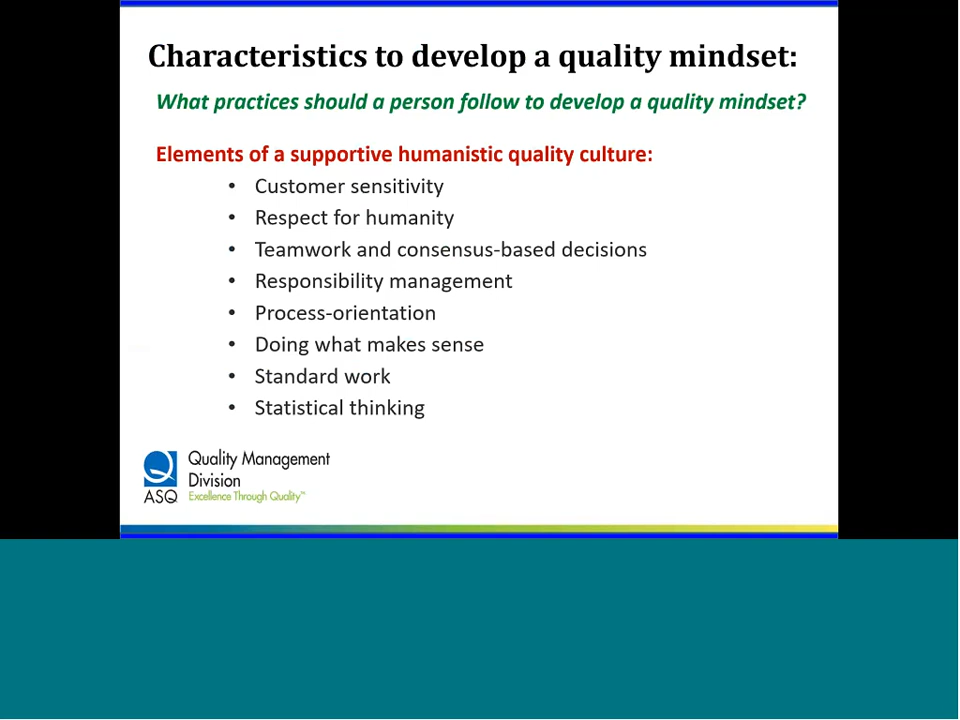 Characteristics to develop a quality mindset:
What practices should a person follow to develop a quality mindset?
Elements of a supportive humanistic quality culture:
• Customer sensitivity
• Respect for humanity
• Teamwork and consensus-based decisions
• Responsibility management
• Process-orientation
• Doing what makes sense
• Standard work
• Statistical thinking
Quality Management
Division
ASQ Excellence Through Quality™